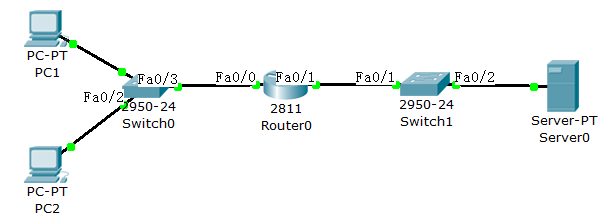 PC-PT
PC1
Fa0/3
Fa0/2
2950-24
Switch0
Fa0/0
Fa0/1
2811
Router0
Fa0/1
Fa0/2
2950-24
Switch1
Server-PT
Server0
PC-PT
PC2